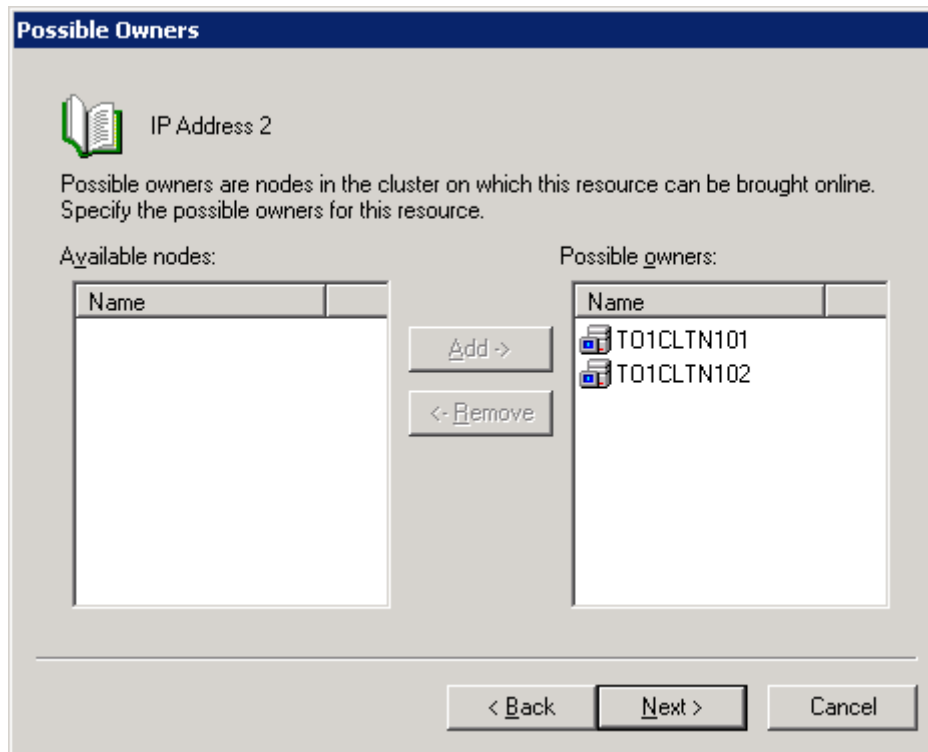 Possible Owners
IP Address 2
Possible owners are nodes in the cluster on which this resource can be brought online.
Specify the possible owners for this resource.
Available nodes:
Possible owners:
Name
Name
Add ->
TO1CLTN101
TO1CLTN102
<- Remove
< Back
Next >
Cancel